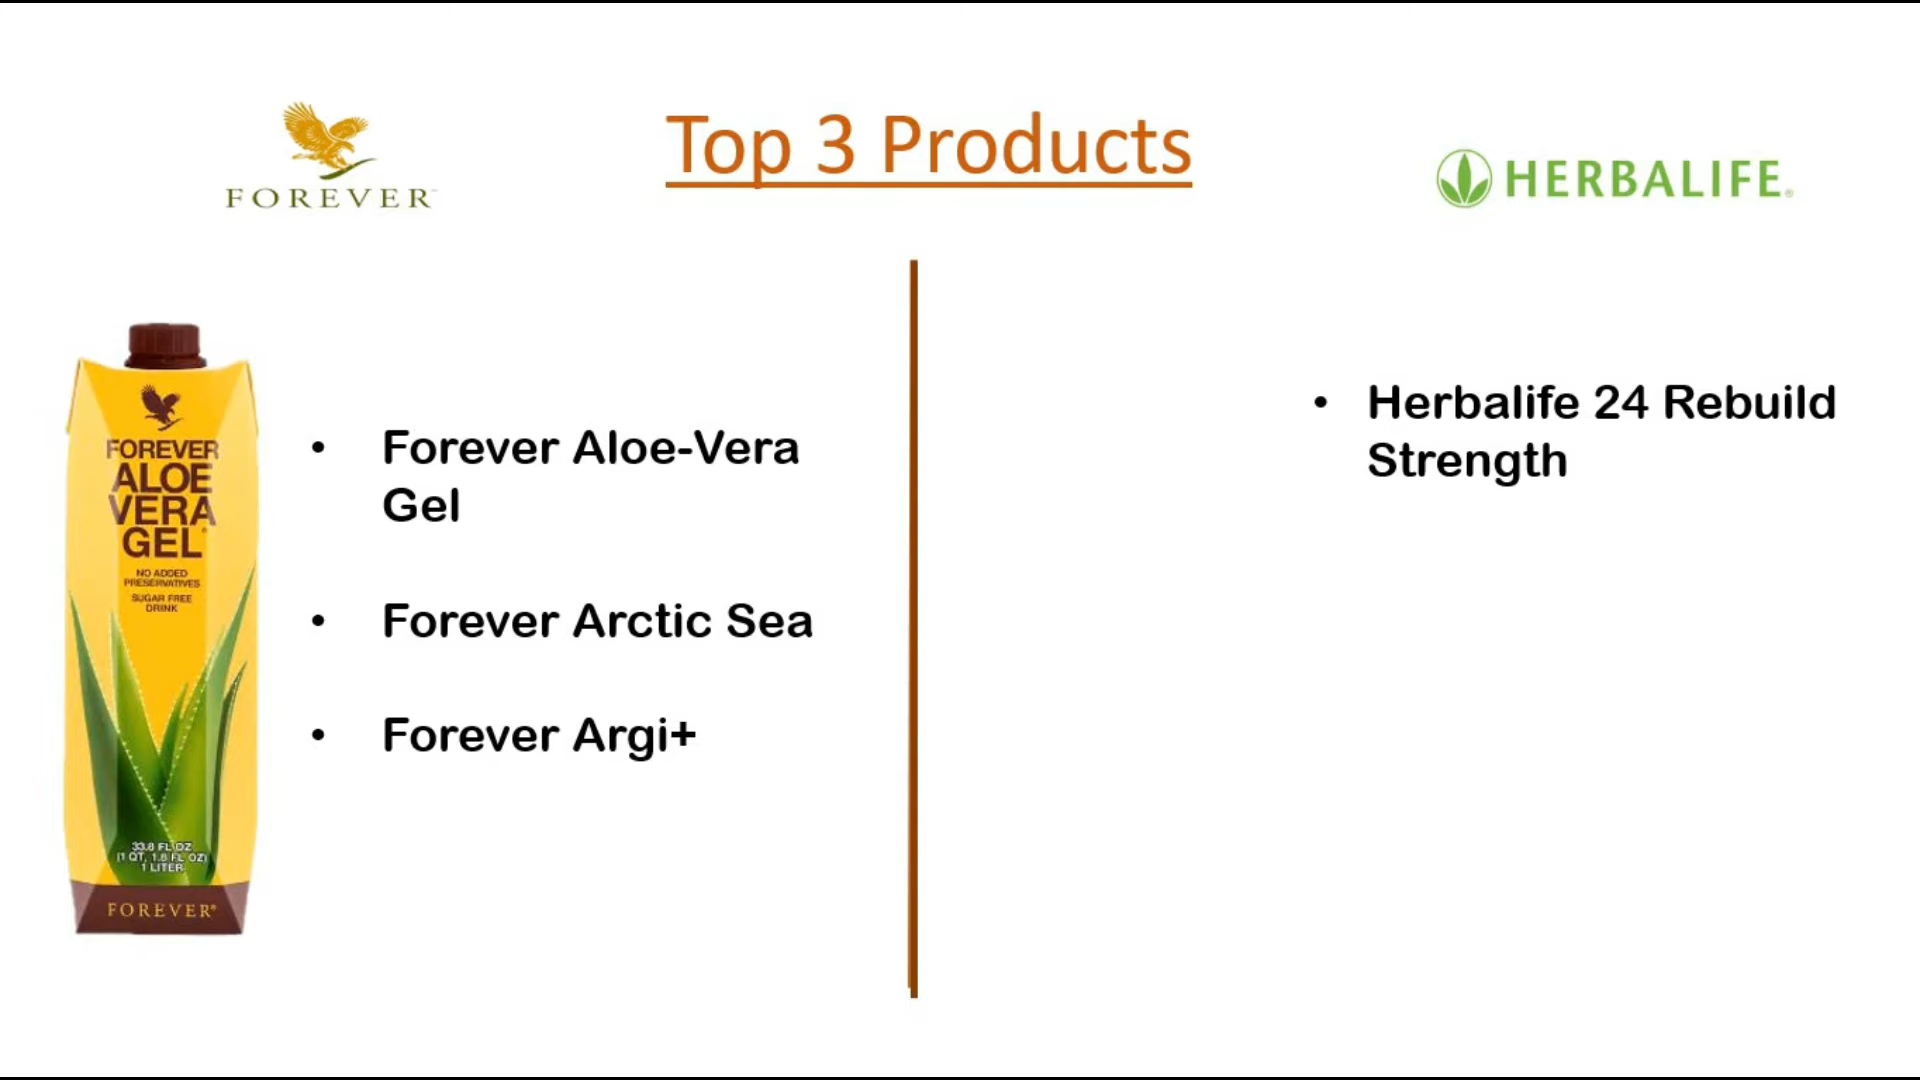 Top 3 Products
FOREVER™
HERBALIFE®
FOREVER
ALOE
VERA
GEL®
NO ADDED
PRESERVATIVES
SUGAR FREE
DRINK
33.8 FL OZ
(1 QT, 1.8 FL OZ)
1 LITER
FOREVER®
• Forever Aloe-Vera
Gel
• Forever Arctic Sea
• Forever Argi+
• Herbalife 24 Rebuild
Strength